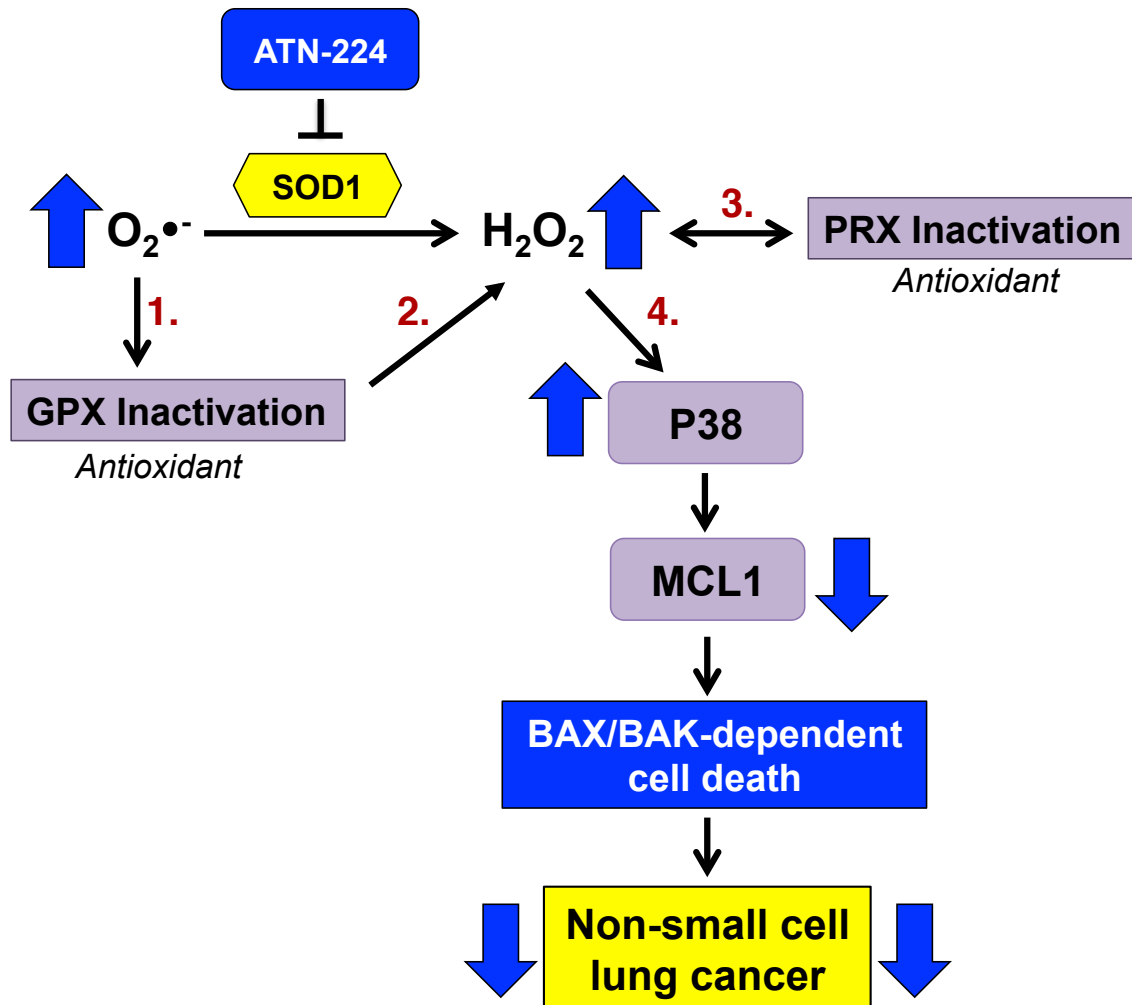 ATN-224
SOD1
O₂•- H₂O₂ 3. PRX Inactivation
Antioxidant
1. 2. 4.
GPX Inactivation
Antioxidant
P38
MCL1
BAX/BAK-dependent
cell death
Non-small cell
lung cancer